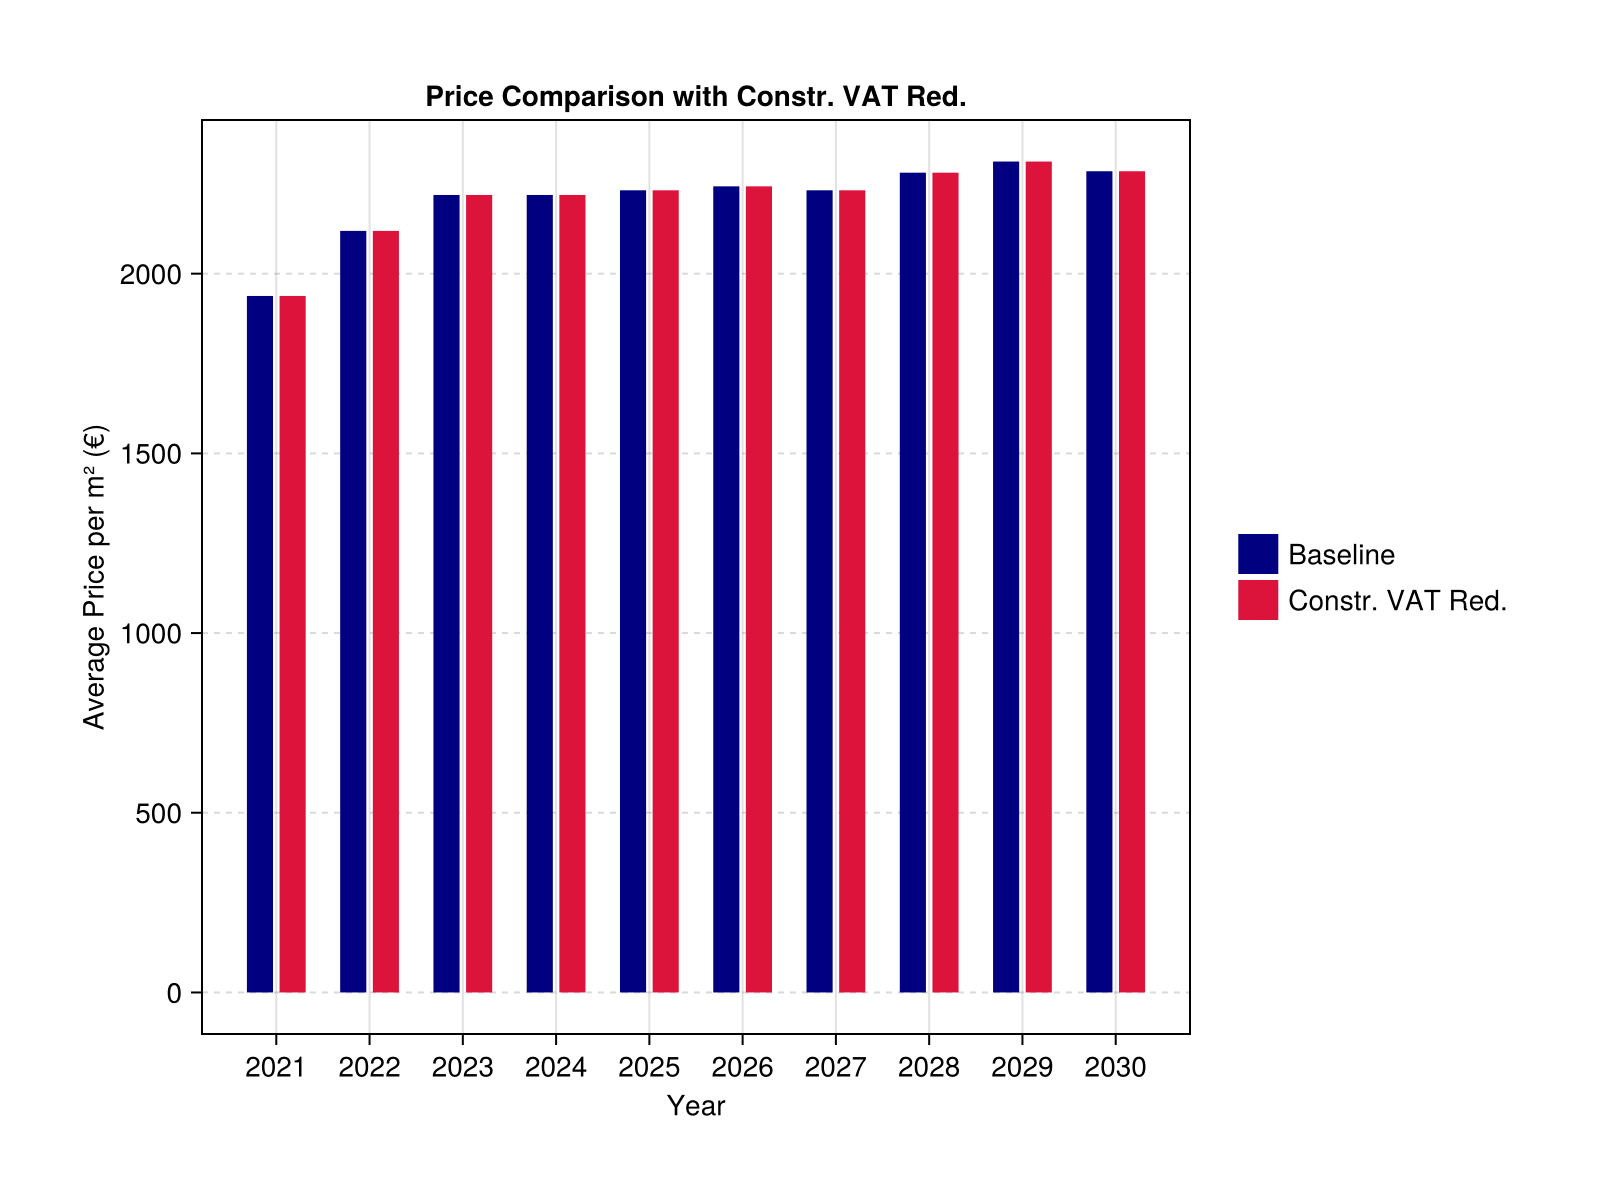 Price Comparison with Constr. VAT Red.
Average Price per m² (€)
2000
1500
1000
500
0
2021 2022 2023 2024 2025 2026 2027 2028 2029 2030
Year
Baseline
Constr. VAT Red.